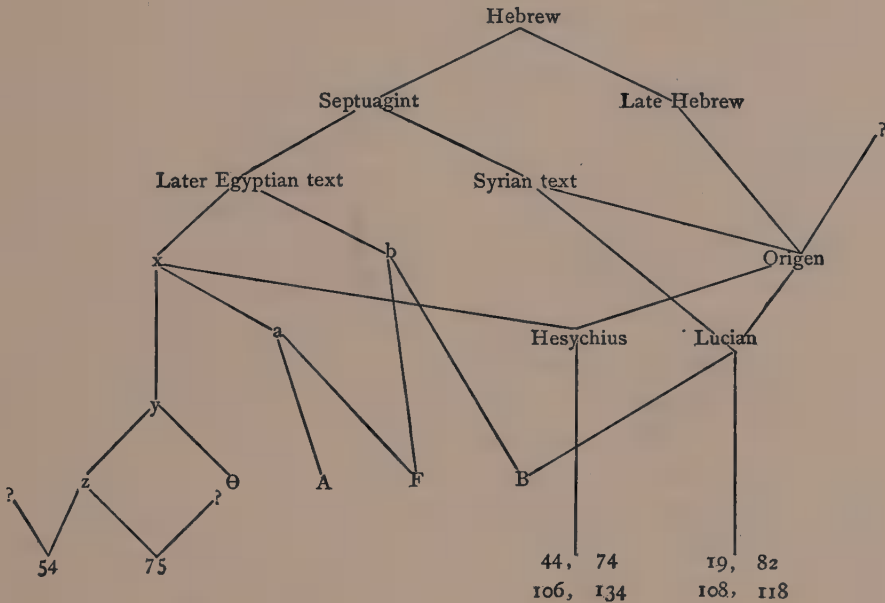 Hebrew
Septuagint Late Hebrew
?
Later Egyptian text Syrian text
x b Origen
a Hesychius Lucian
y
z Θ A F B
? ?
54 75 44, 74 19, 82
106, 134 108, 118